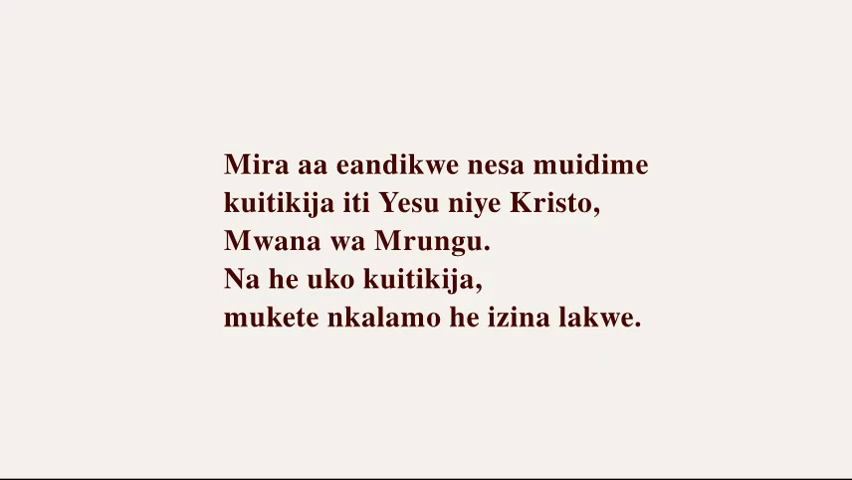 Mira aa eandikwe nesa muidime
kuitikija iti Yesu niye Kristo,
Mwana wa Mrungu.
Na he uko kuitikija,
mukete nkalamo he izina lakwe.